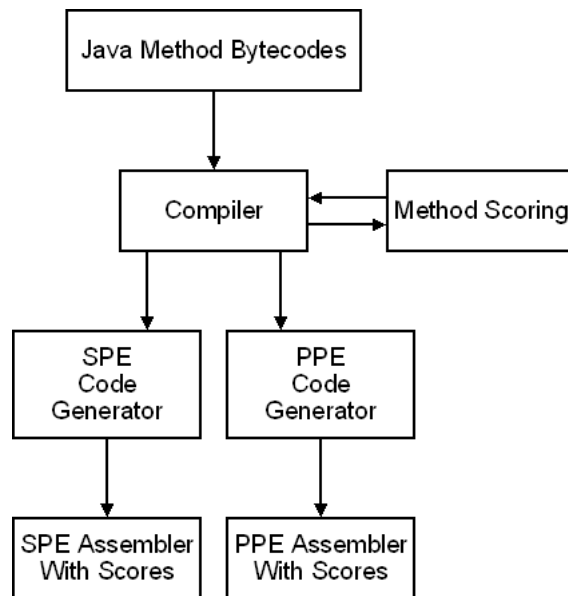 Java Method Bytecodes
Compiler
Method Scoring
SPE
Code
Generator
PPE
Code
Generator
SPE Assembler
With Scores
PPE Assembler
With Scores